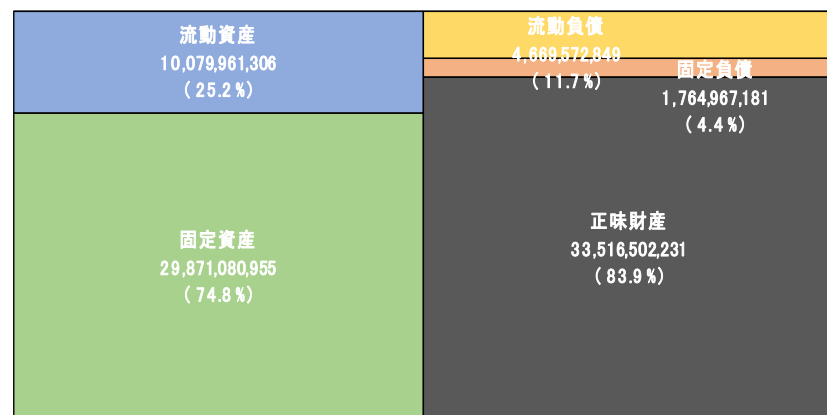 流動資産
10,079,961,306
(25.2%)
固定資産
29,871,080,955
(74.8%)
流動負債
4,669,572,849
(11.7%)
固定負債
1,764,967,181
(4.4%)
正味財産
33,516,502,231
(83.9%)